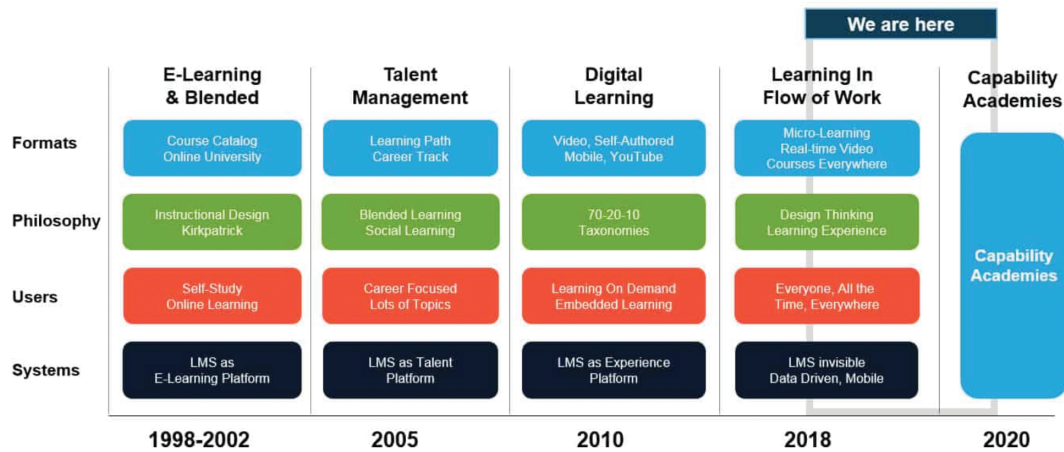 We are here
E-Learning
& Blended
Talent
Management
Digital
Learning
Learning In
Flow of Work
Capability
Academies
Formats
Course Catalog
Online University
Learning Path
Career Track
Video, Self-Authored
Mobile, YouTube
Micro-Learning
Real-time Video
Courses Everywhere
Philosophy
Instructional Design
Kirkpatrick
Blended Learning
Social Learning
70-20-10
Taxonomies
Design Thinking
Learning Experience
Capability
Academies
Users
Self-Study
Online Learning
Career Focused
Lots of Topics
Learning On Demand
Embedded Learning
Everyone, All the
Time, Everywhere
Systems
LMS as
E-Learning Platform
LMS as Talent
Platform
LMS as Experience
Platform
LMS invisible
Data Driven, Mobile
1998-2002
2005
2010
2018
2020